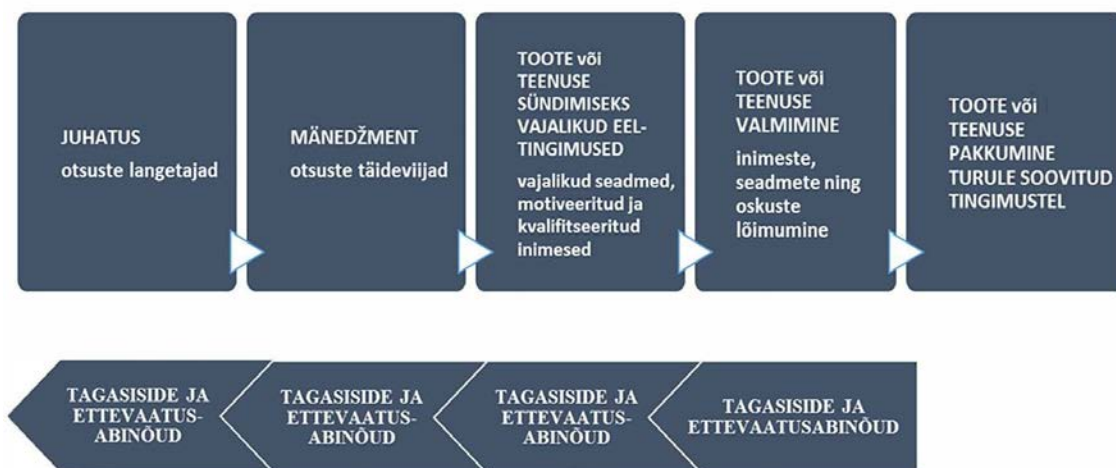 JUHATUS
otsuste langetajad
MÄNEDŽMENT
otsuste täideviijad
TOOTE või
TEENUSE
SÜNDIMISEKS
VAJALIKUD EEL-
TINGIMUSED
vajalikud seadmed,
motiveeritud ja
kvalifitseeritud
inimesed
TOOTE või
TEENUSE
VALMIMINE
inimeste,
seadmete ning
oskuste
lõimumine
TOOTE või
TEENUSE
PAKKUMINE
TURULE SOOVITUD
TINGIMUSTEL
TAGASISIDE JA
ETTEVAATUS-
ABINÕUD
TAGASISIDE JA
ETTEVAATUS-
ABINÕUD
TAGASISIDE JA
ETTEVAATUS-
ABINÕUD
TAGASISIDE JA
ETTEVAATUSABINÕUD